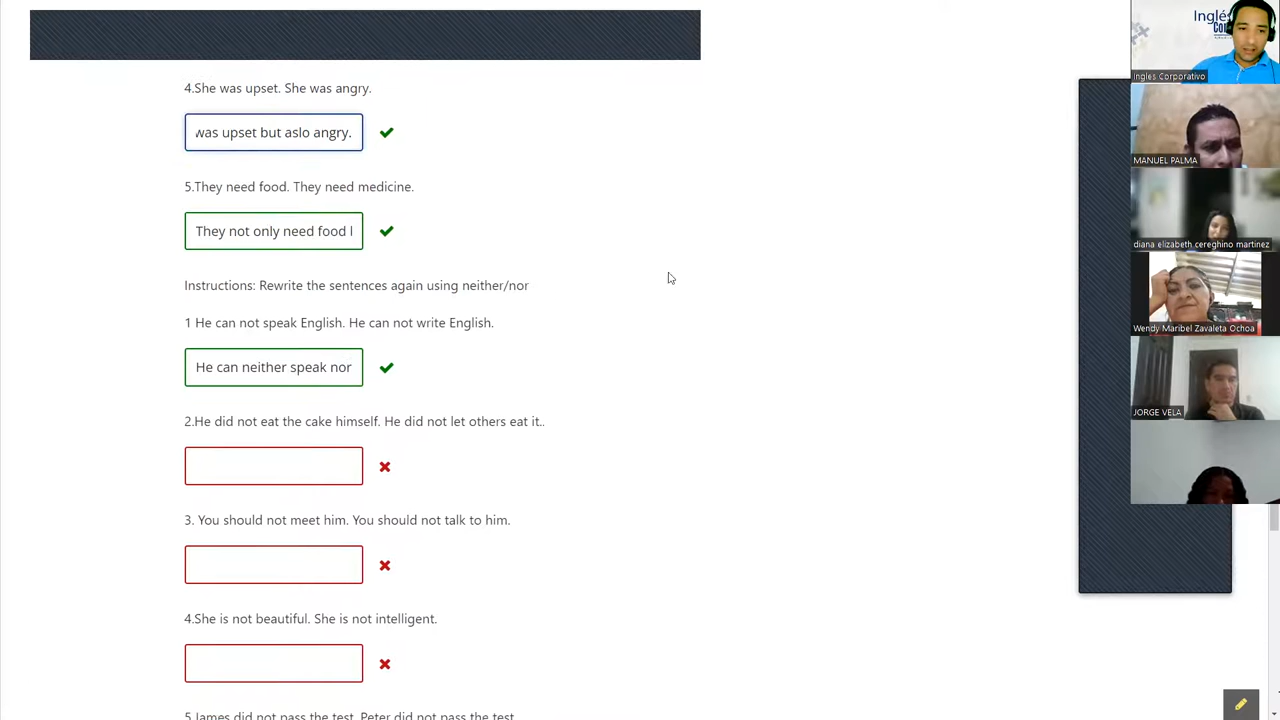 4.She was upset. She was angry.
was upset but aslo angry.
5.They need food. They need medicine.
They not only need food
Instructions: Rewrite the sentences again using neither/nor
1 He can not speak English. He can not write English.
He can neither speak nor
2.He did not eat the cake himself. He did not let others eat it..
3. You should not meet him. You should not talk to him.
4.She is not beautiful. She is not intelligent.
5.James did not pass the test. Peter did not pass the test.
Inglés
Ingles Corporativo
MANUEL PALMA
diana elizabeth cereghino martinez
Wendy Maribel Zavaleta Ochoa
JORGE VELA